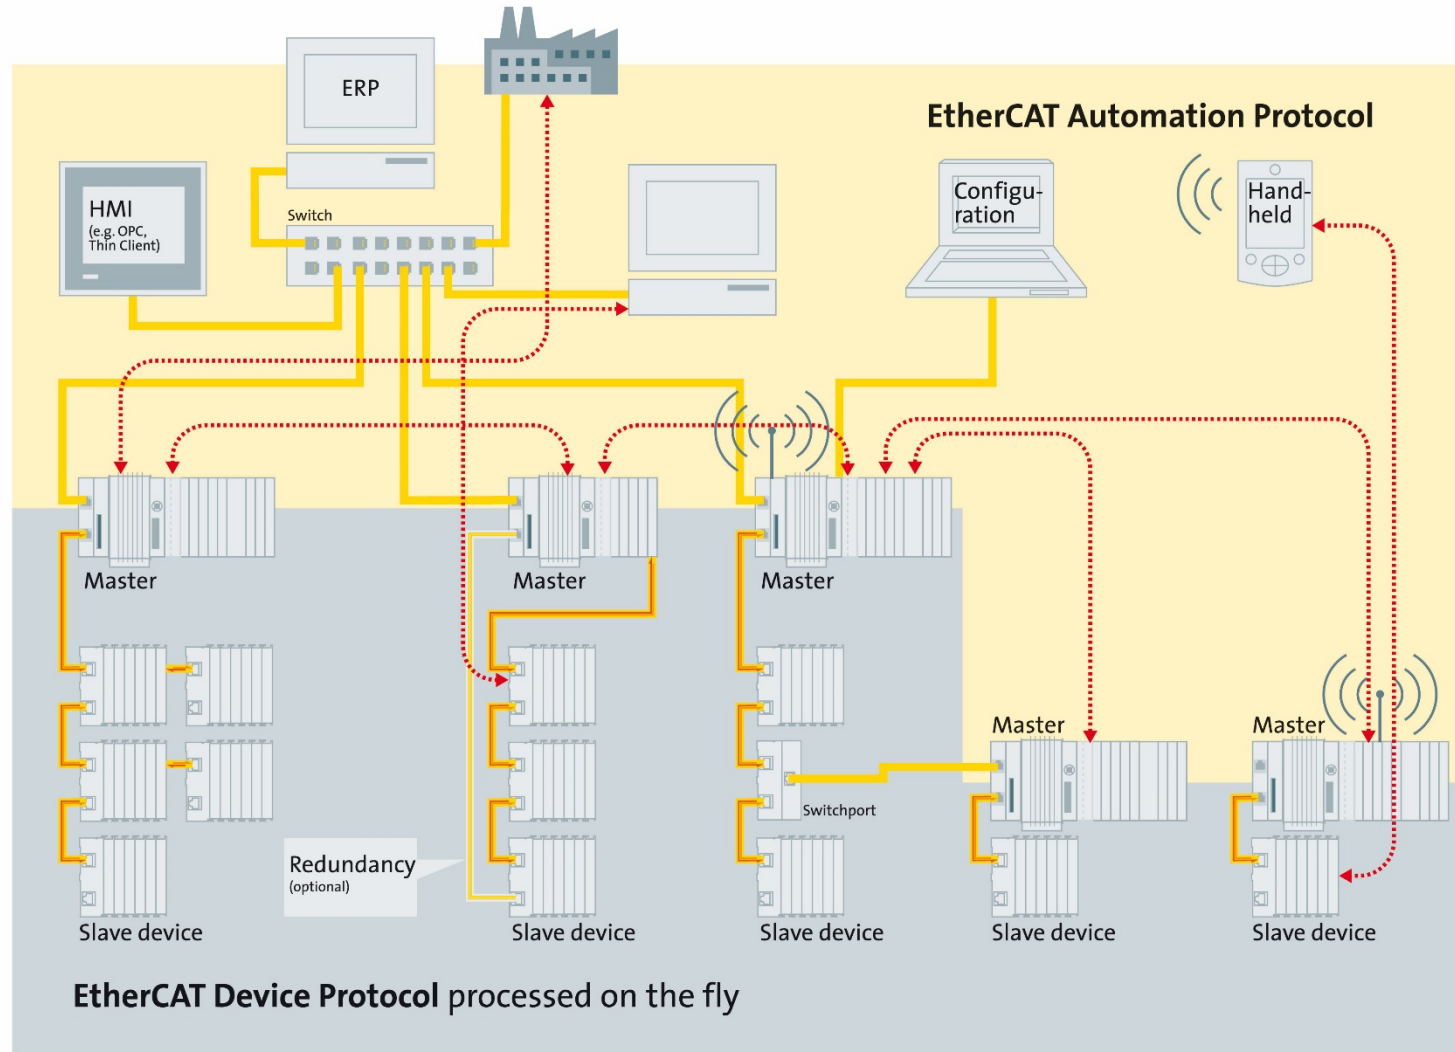 ERP
EtherCAT Automation Protocol
HMI
(e.g. OPC,
Thin Client)
Switch
Configu-
ration
Hand-
held
Master
Master
Master
Master
Master
Switchport
Redundancy
(optional)
Slave device
Slave device
Slave device
Slave device
Slave device
EtherCAT Device Protocol processed on the fly